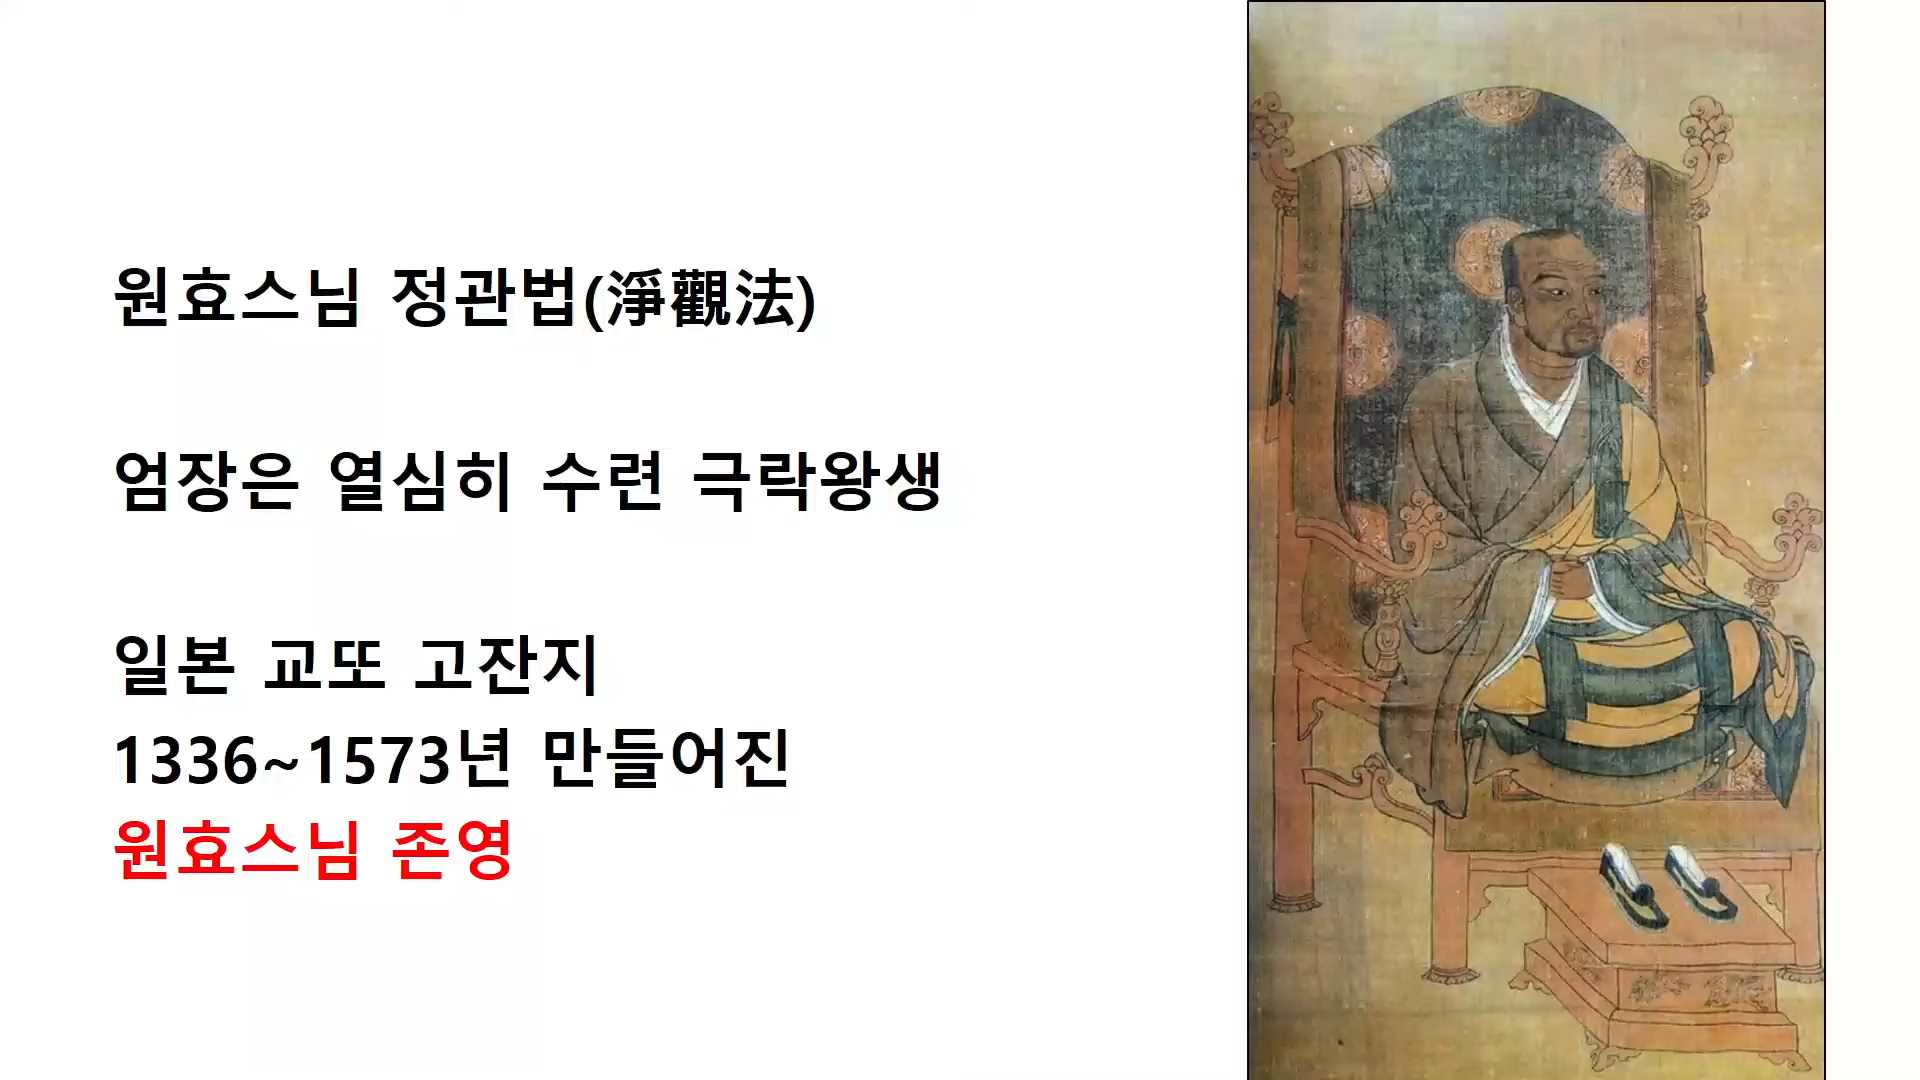 원효스님 정관법(淨觀法)
엄장은 열심히 수련 극락왕생
일본 교또 고잔지
1336~1573년 만들어진
원효스님 존영